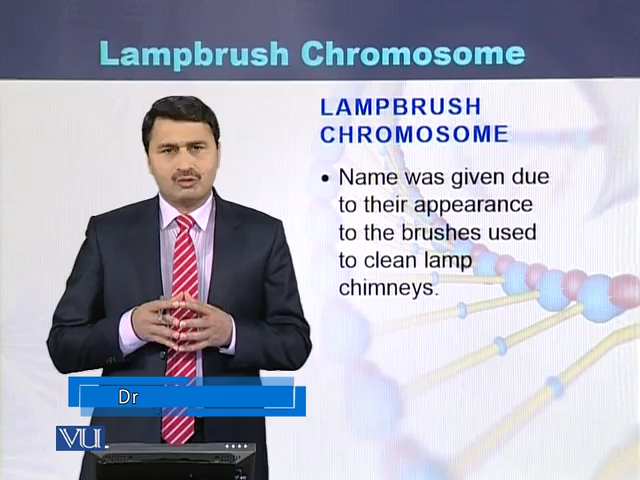 Lampbrush Chromosome
LAMPBRUSH
CHROMOSOME
• Name was given due
to their appearance
to the brushes used
to clean lamp
chimneys.
Dr
VU.